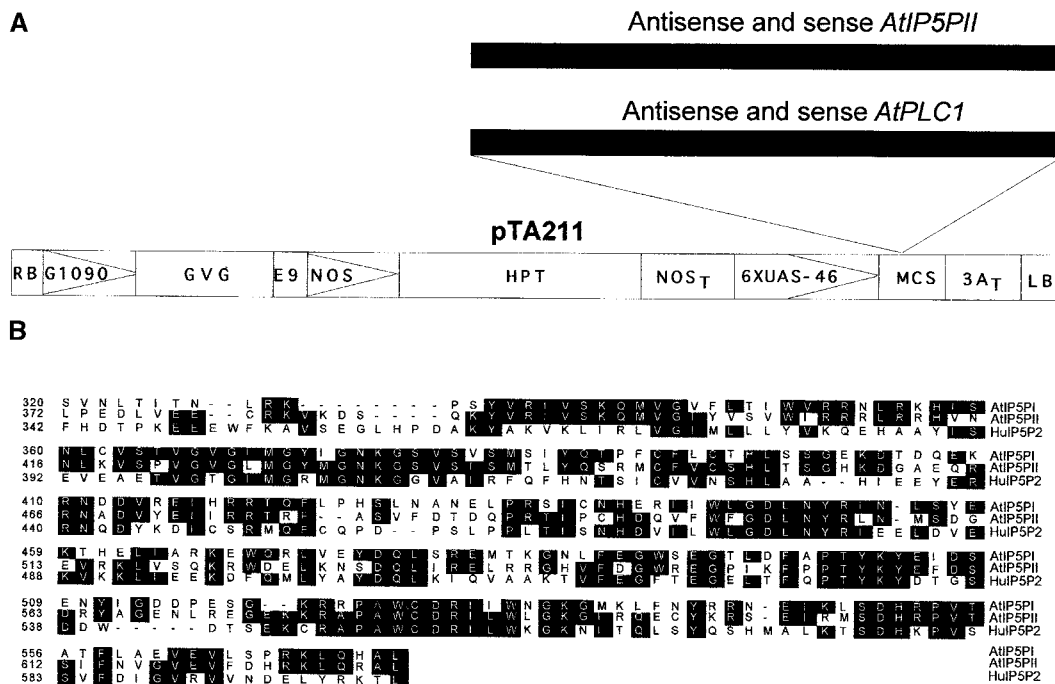 A
Antisense and sense AtIP5PII
Antisense and sense AtPLC1
pTA211
RB G1090 GVG E9 NOS HPT NOST 6XUAS-46 MCS 3AT LB
B
320 S V N L T I T N - - L R K - - - - - - - - P S Y V R I V S K Q M V G V F L T I W V R R N L R K H I S AtIP5PI
372 L P E D L V E E - - C R K V K D S - - - - Q K Y V R I V S K Q M V G I Y V S V W I R R R L R R H V N AtIP5PII
342 F H D T P K E E E W F K A V S E G L H P D A K Y A K V K L I R L V G I M L L L Y V K Q E H A A Y I S HuIP5P2
360 N L C V S T V G V G I M G Y I G N K G S V S V S M S I Y Q T P F C F L C T H L S S G E K D T D Q E K AtIP5PI
416 N L K V S P V G V G L M G Y M G N K G S V S I S M T L Y Q S R M C F V C S H L T S G H K D G A E Q R AtIP5PII
392 E V E A E T V G T G I M G R M G N K G G V A I R F Q F H N T S I C V V N S H L A A - - H I E E Y E R HuIP5P2
410 R N D D V R E I H R R T Q F L P H S L N A N E L P R S I C N H E R I I W L G D L N Y R I N - L S Y E AtIP5PI
466 R N A D V Y E I I R R T R F - - A S V F D T D Q P R T I P C H D Q V F W F G D L N Y R L N - M S D G AtIP5PII
440 R N Q D Y K D I C S R M Q F C Q P D - - P S L P P L T I S N H D V I L W L G D L N Y R I E E L D V E HuIP5P2
459 K T H E L I A R K E W Q R L V E Y D Q L S R E M T K G N L F E G W S E G T L D F A P T Y K Y E I D S AtIP5PI
513 E V R K L V S Q K R W D E L K N S D Q L I R E L R R G H V F D G W R E G P I K F P P T Y K Y E F D S AtIP5PII
488 K V K K L I E E K D F Q M L Y A Y D Q L K I Q V A A K T V F E G F T E G E L T F Q P T Y K Y D T G S HuIP5P2
509 E N Y I G D D P E S G - - K R R P A W C D R I I W N G K G M K L F N Y R R N - E I K L S D H R P V T AtIP5PI
563 D R Y A G E N L R E G E K K R A P A W C D R I L W L G K G I R Q E C Y K R S - E I R M S D H R P V T AtIP5PII
538 D D W - - - - - D T S E K C R A P A W C D R I L W K G K N I T Q L S Y Q S H M A L K T S D H K P V S HuIP5P2
556 A T F L A E V E V L S P R K L Q H A L AtIP5PI
612 S I F N V G V E V F D H R K L Q R A L AtIP5PII
583 S V F D I G V R V V N D E L Y R K T L HuIP5P2